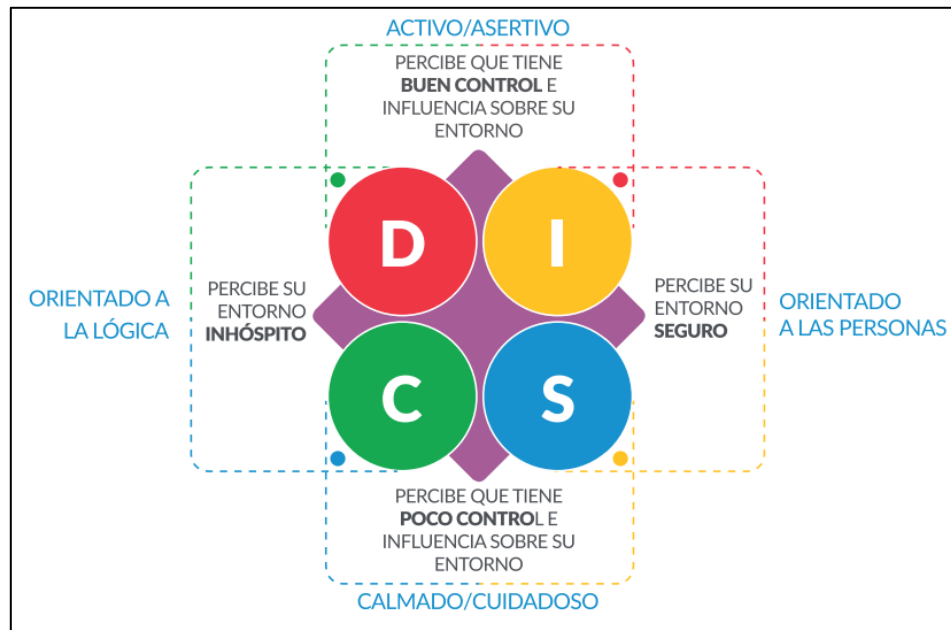 ACTIVO/ASERTIVO
PERCIBE QUE TIENE
BUEN CONTROL E
INFLUENCIA SOBRE SU
ENTORNO
D
I
ORIENTADO A
LA LÓGICA
PERCIBE SU
ENTORNO
INHÓSPITO
PERCIBE SU
ENTORNO
SEGURO
ORIENTADO
A LAS PERSONAS
C
S
PERCIBE QUE TIENE
POCO CONTROL E
INFLUENCIA SOBRE SU
ENTORNO
CALMADO/CUIDADOSO